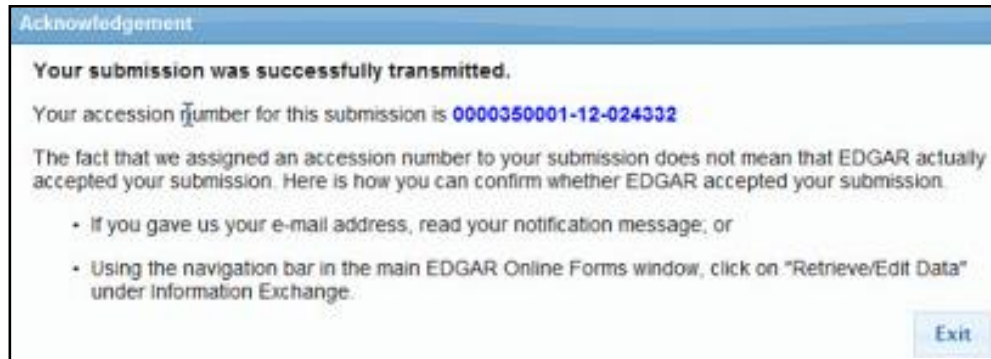 Acknowledgement
Your submission was successfully transmitted.
Your accession number for this submission is 0000350001-12-024332
The fact that we assigned an accession number to your submission does not mean that EDGAR actually
accepted your submission. Here is how you can confirm whether EDGAR accepted your submission.
• If you gave us your e-mail address, read your notification message; or
• Using the navigation bar in the main EDGAR Online Forms window, click on "Retrieve/Edit Data"
under Information Exchange.
Exit